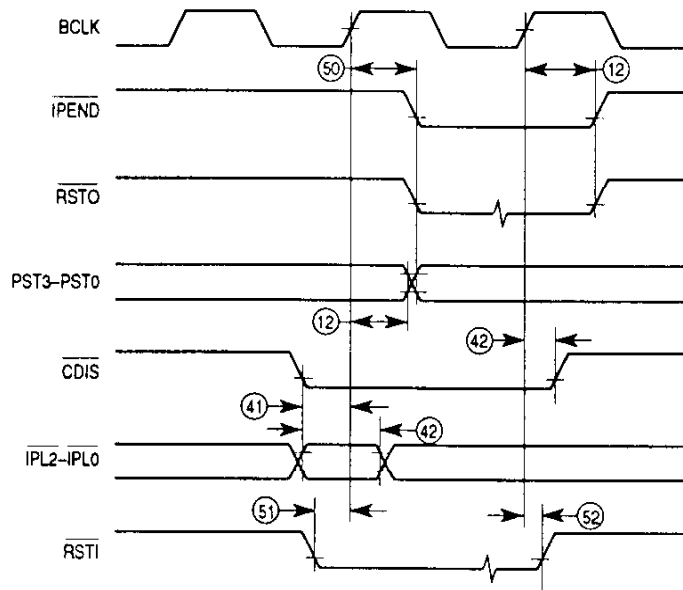 BCLK
50
12
IPEND
RSTO
PST3-PST0
12
42
CDIS
41
42
IPL2-IPL0
51
52
RSTI